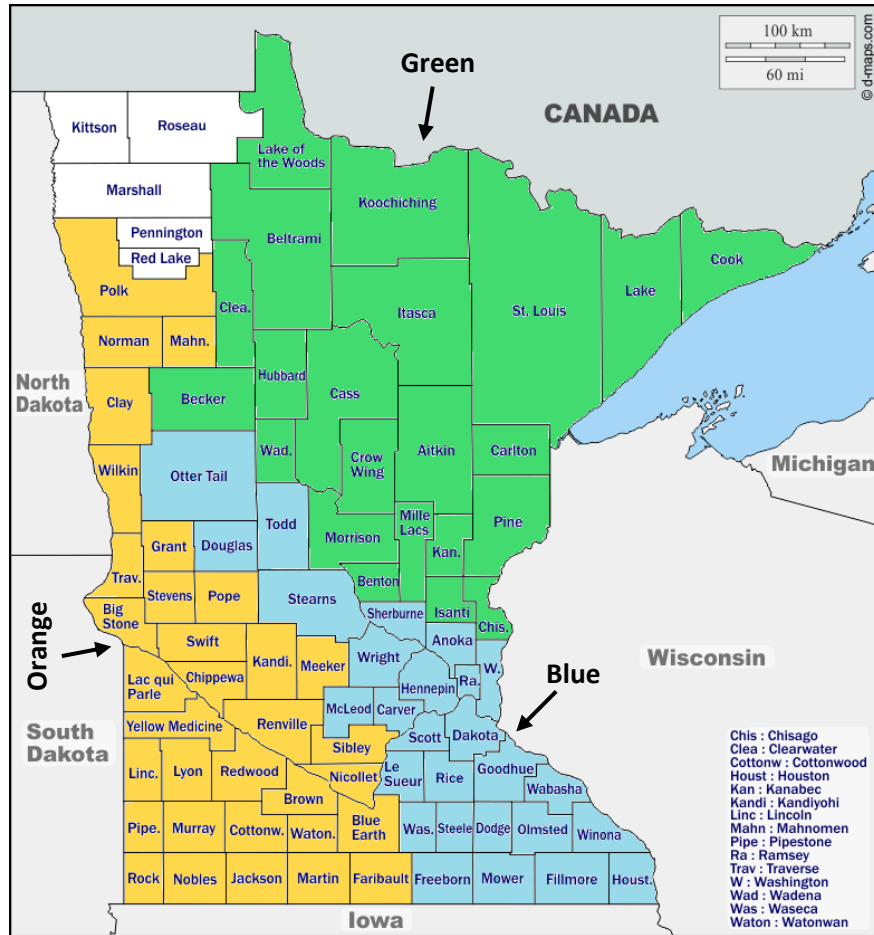 100 km
60 mi
© d-maps.com
Green
CANADA
Kittson
Roseau
Lake of
the Woods
Marshall
Koochiching
Pennington
Beltrami
Red Lake
Cook
Polk
Clea.
Itasca
St. Louis
Lake
Norman
Mahn.
Hubbard
North
Dakota
Cass
Clay
Becker
Wad.
Crow
Wing
Aitkin
Carlton
Michigan
Wilkin
Otter Tail
Mille
Lacs
Pine
Todd
Morrison
Grant
Douglas
Kan.
Trav.
Benton
Stevens
Pope
Stearns
Sherburne
Isanti
Big
Stone
Chis.
Orange
Swift
Anoka
Kandi.
Meeker
Wright
W.
Wisconsin
Lac qui
Parle
Chippewa
Hennepin
Ra.
Blue
McLeod
Carver
South
Dakota
Yellow Medicine
Renville
Scott
Dakota
Sibley
Linc.
Lyon
Redwood
Nicollet
Le
Sueur
Rice
Goodhue
Wabasha
Brown
Pipe.
Murray
Cottonw.
Waton.
Blue
Earth
Was.
Steele
Dodge
Olmsted
Winona
Rock
Nobles
Jackson
Martin
Faribault
Freeborn
Mower
Fillmore
Houst.
Iowa
Chis : Chisago
Clea : Clearwater
Cottonw : Cottonwood
Houst : Houston
Kan : Kanabec
Kandi : Kandiyohi
Linc : Lincoln
Mahn : Mahnomen
Pipe : Pipestone
Ra : Ramsey
Trav : Traverse
W : Washington
Wad : Wadena
Was : Waseca
Waton : Watonwan